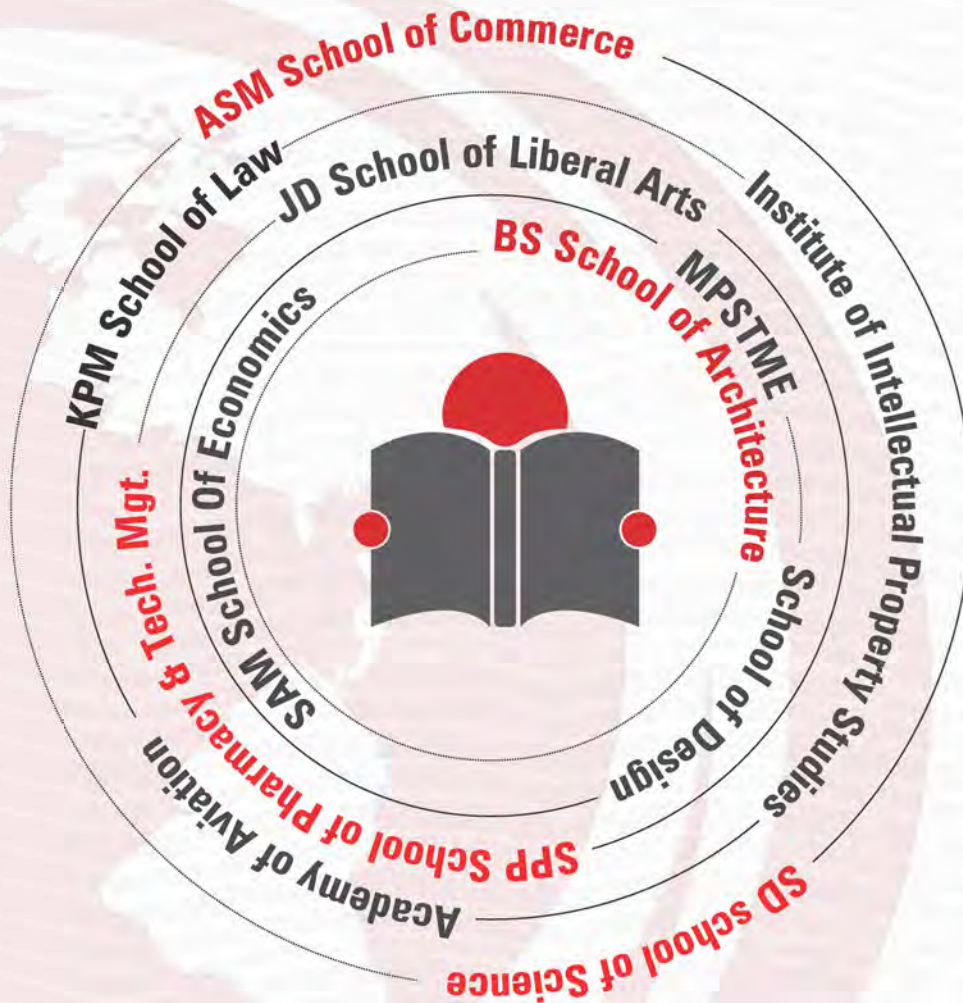 ASM School of Commerce
KPM School of Law
JD School of Liberal Arts
BS School of Architecture
MPSTME
Institute of Intellectual Property Studies
SAM School Of Economics
School of Design
SPP School of Pharmacy & Tech. Mgt.
Academy of Aviation
SD school of Science